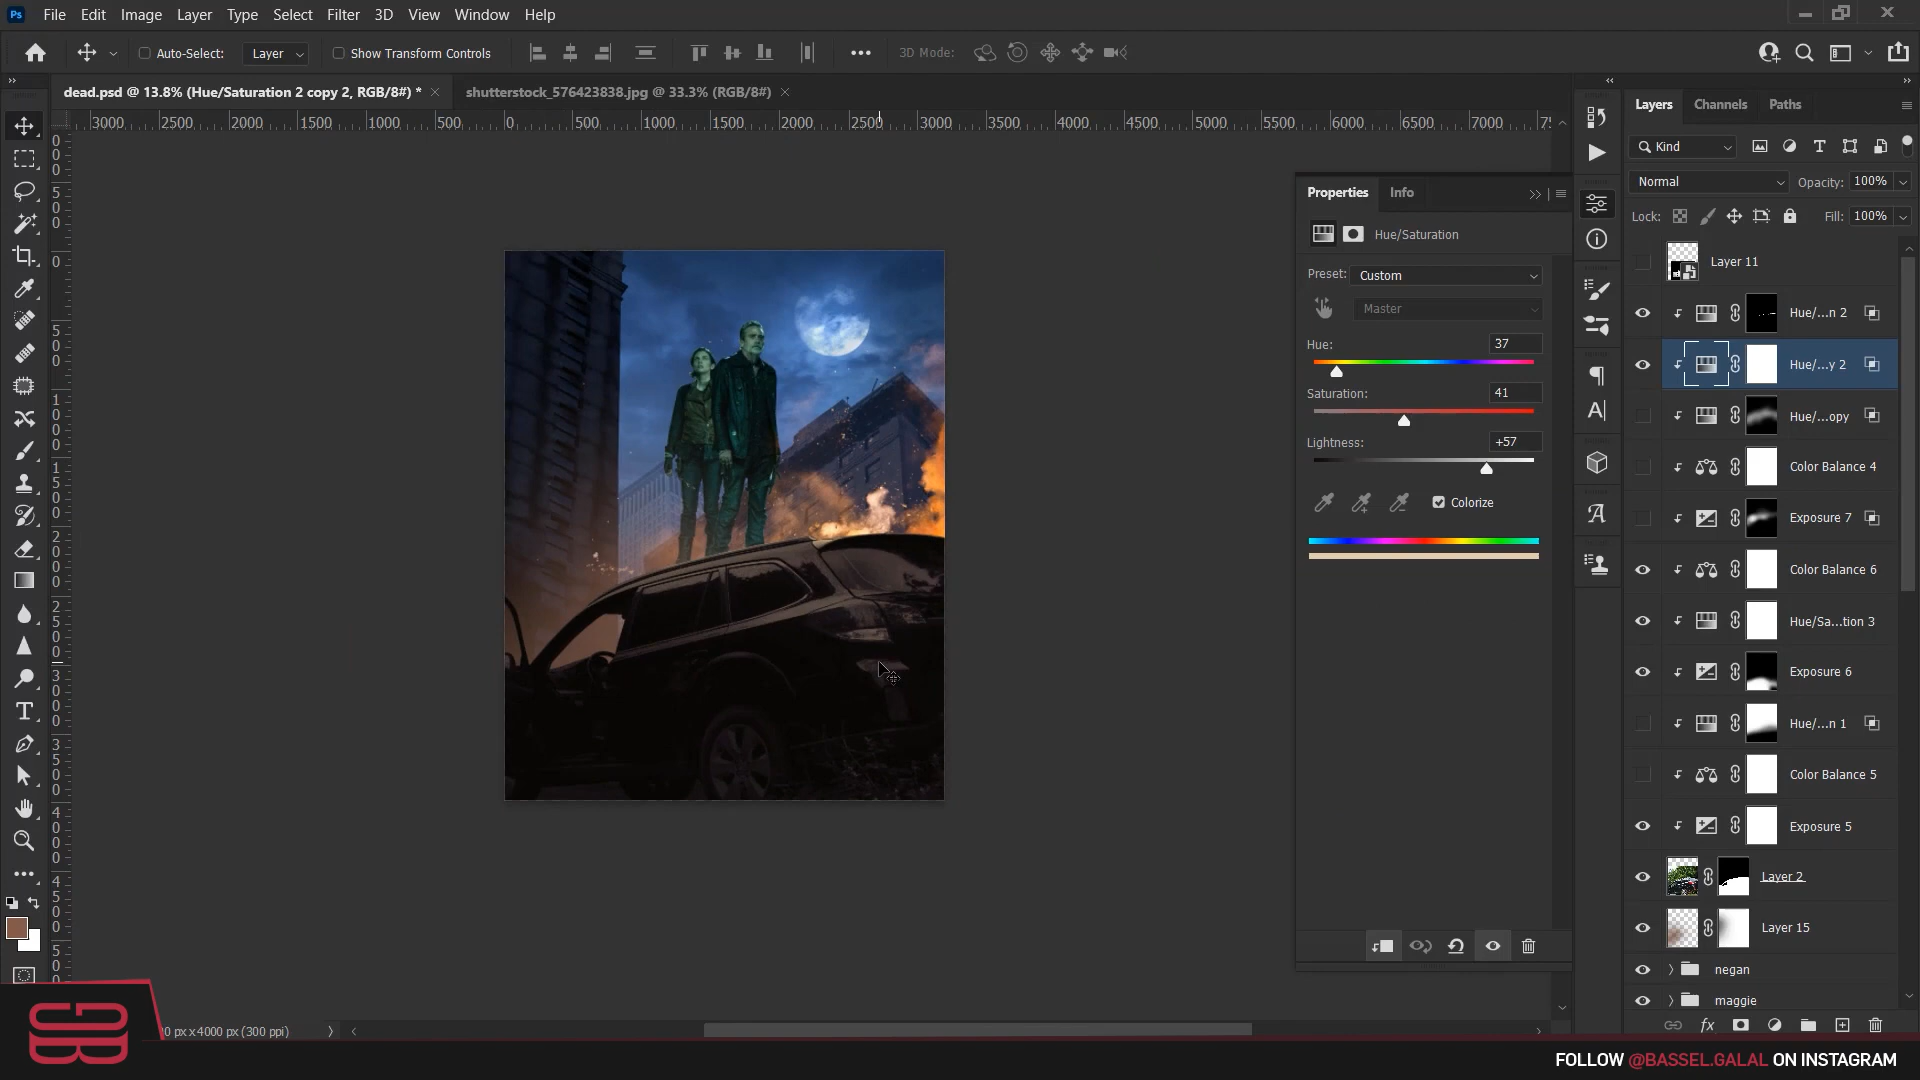 Ps File Edit Image Layer Type Select Filter 3D View Window Help
Auto-Select: Layer Show Transform Controls ••• 3D Mode:
dead.psd @ 13.8% (Hue/Saturation 2 copy 2, RGB/8#) *
shutterstock_576423838.jpg @ 33.3% (RGB/8#)
3000 2500 2000 1500 1000 500 0 500 1000 1500 2000 2500 3000 3500 4000 4500 5000 5500 6000 6500 7000
Properties Info
Hue/Saturation
Preset: Custom
Master
Hue: 37
Saturation: 41
Lightness: +57
Colorize
Layers Channels Paths
Kind
Normal Opacity: 100%
Lock: Fill: 100%
Layer 11
Hue/...n 2
Hue/...y 2
Hue/...opy
Color Balance 4
Exposure 7
Color Balance 6
Hue/Sa...tion 3
Exposure 6
Hue/...n 1
Color Balance 5
Exposure 5
Layer 2
Layer 15
negan
maggie
px x 4000 px (300 ppi)
FOLLOW @BASSEL.GALAL ON INSTAGRAM